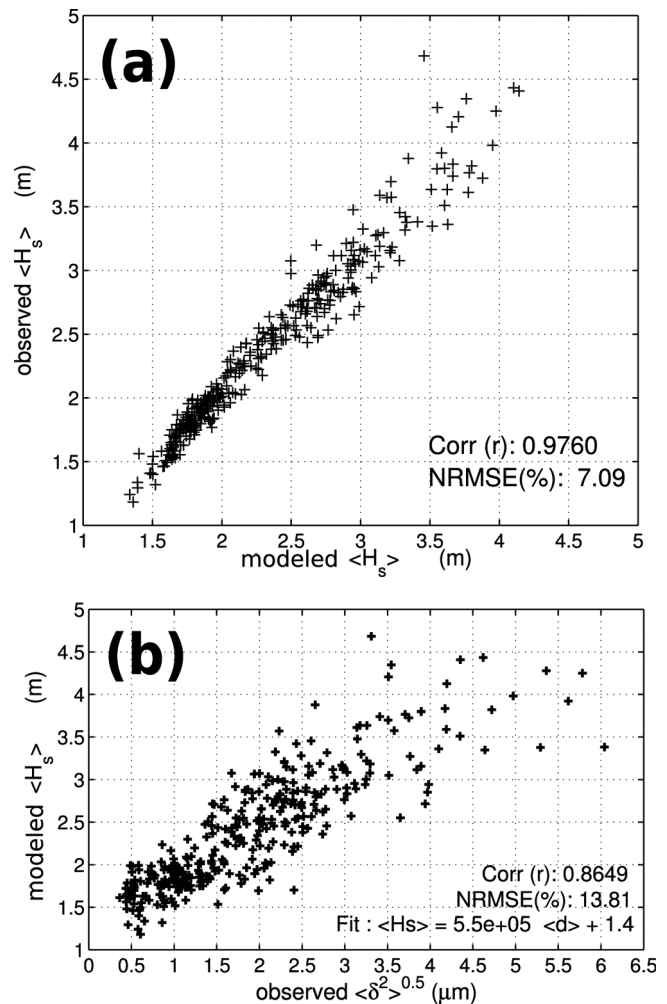 (a)
5
4.5
4
3.5
3
2.5
2
1.5
1
observed <H_s> (m)
Corr (r): 0.9760
NRMSE(%): 7.09
1 1.5 2 2.5 3 3.5 4 4.5 5
modeled <H_s> (m)
(b)
5
4.5
4
3.5
3
2.5
2
1.5
1
modeled <H_s> (m)
Corr (r): 0.8649
NRMSE(%): 13.81
Fit : <Hs> = 5.5e+05 <d> + 1.4
0 0.5 1 1.5 2 2.5 3 3.5 4 4.5 5 5.5 6 6.5
observed <δ²>^0.5 (μm)